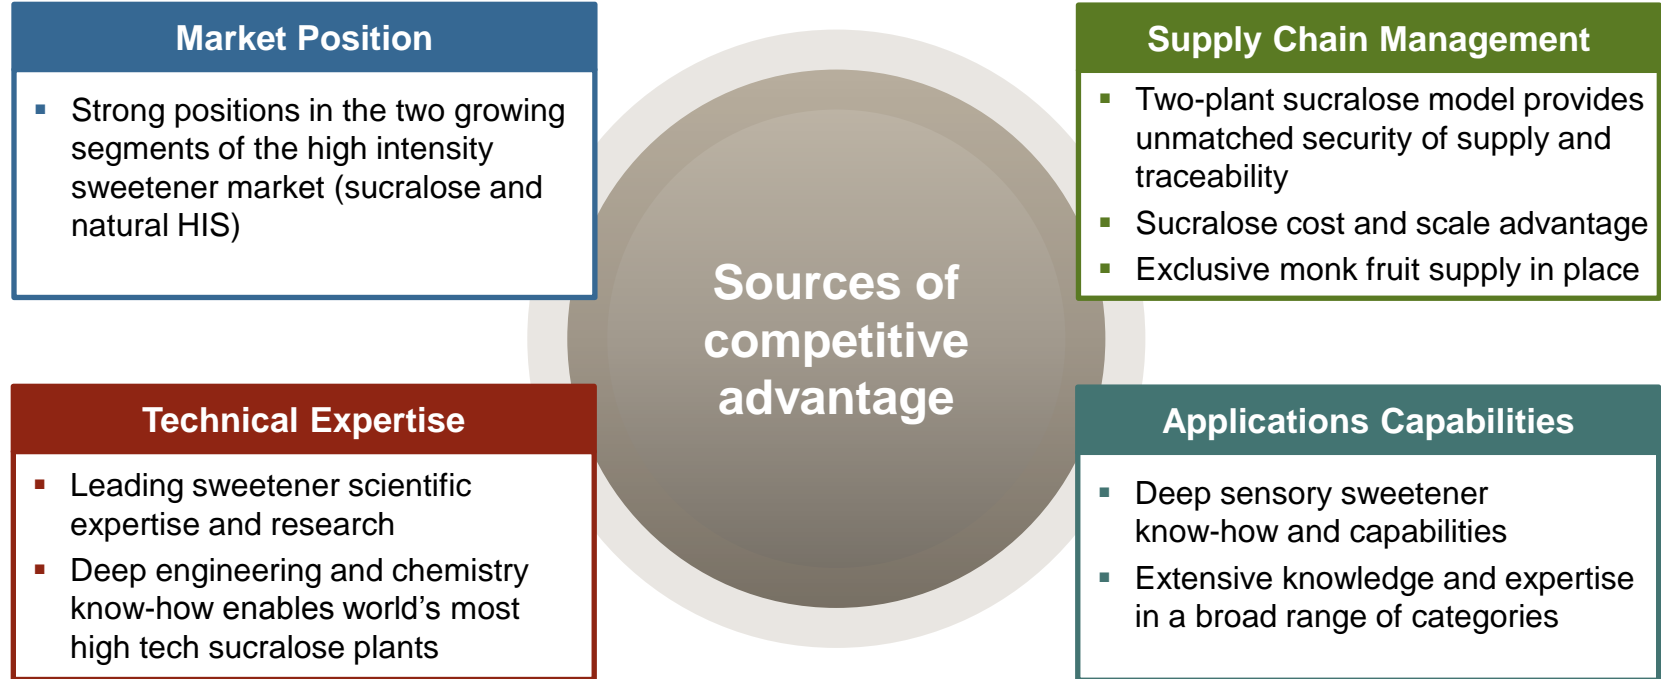 Market Position
▪ Strong positions in the two growing
segments of the high intensity
sweetener market (sucralose and
natural HIS)
Supply Chain Management
▪ Two-plant sucralose model provides
unmatched security of supply and
traceability
▪ Sucralose cost and scale advantage
▪ Exclusive monk fruit supply in place
Sources of
competitive
advantage
Technical Expertise
▪ Leading sweetener scientific
expertise and research
▪ Deep engineering and chemistry
know-how enables world’s most
high tech sucralose plants
Applications Capabilities
▪ Deep sensory sweetener
know-how and capabilities
▪ Extensive knowledge and expertise
in a broad range of categories